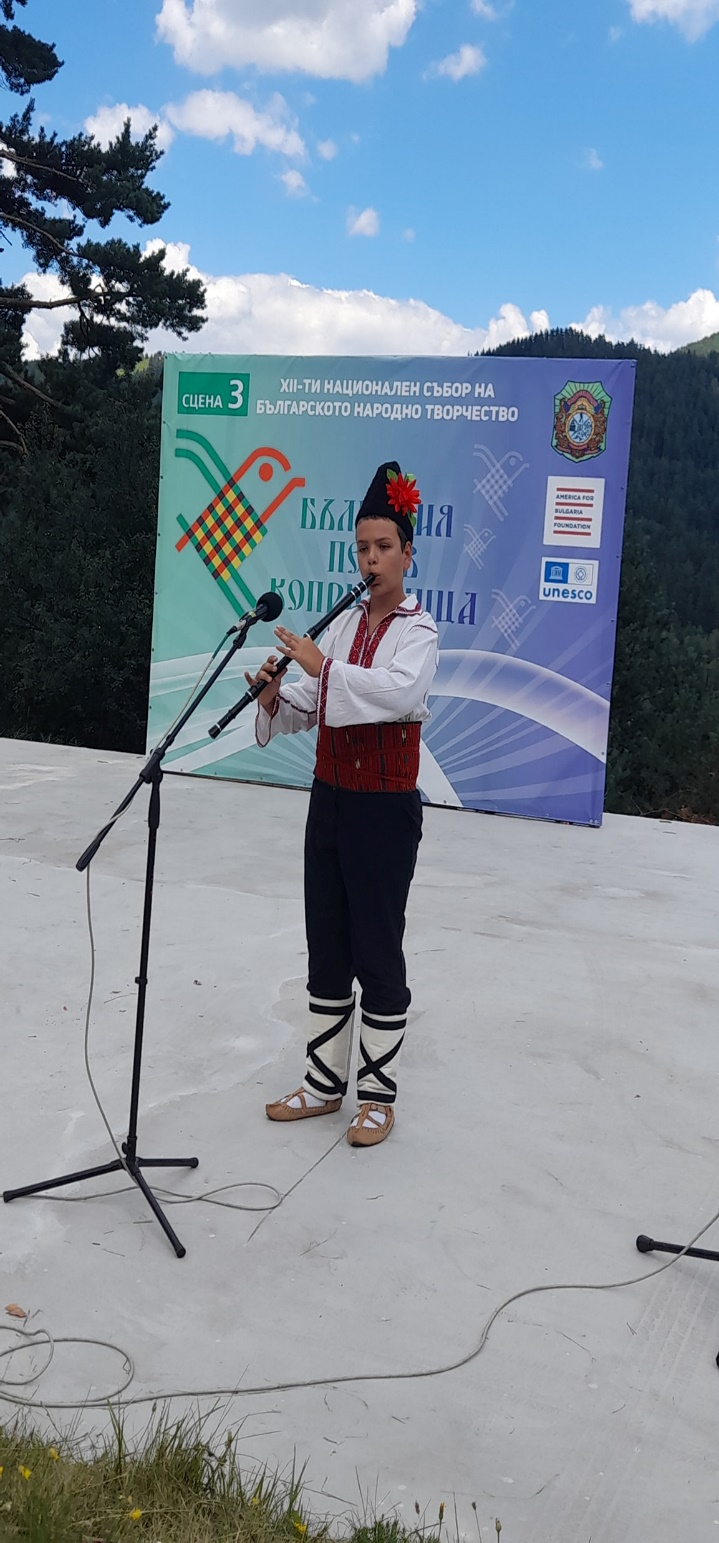 СЦЕНА 3
XII-ТИ НАЦИОНАЛЕН СЪБОР НА
БЪЛГАРСКОТО НАРОДНО ТВОРЧЕСТВО
AMERICA FOR
BULGARIA
FOUNDATION
unesco